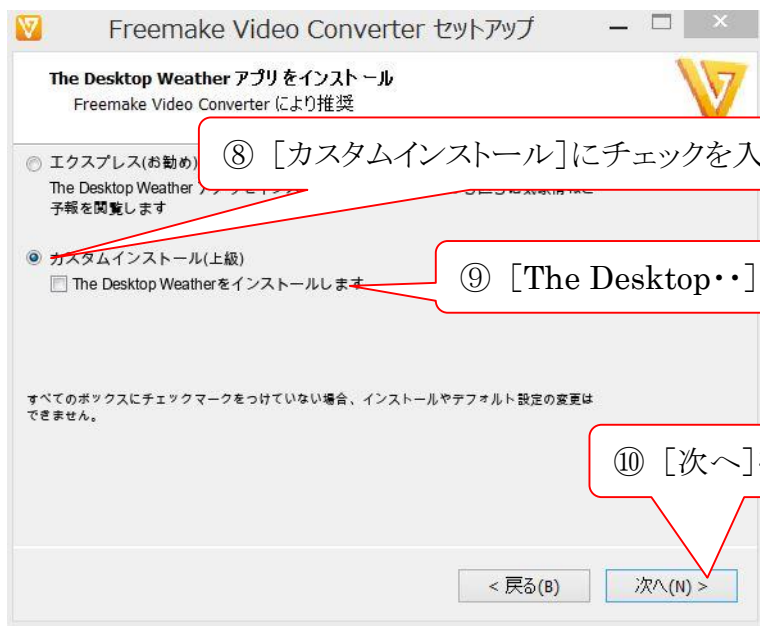 Freemake Video Converter セットアップ
The Desktop Weather アプリ をインスト ール
Freemake Video Converter により推奨
⑧ [カスタムインストール]にチェックを入
エクスプレス(お勧め)
The Desktop Weather
予報を閲覧します
カスタムインストール(上級)
The Desktop Weatherをインストールします
⑨ [The Desktop・・]
すべてのボックスにチェックマークをつけていない場合、インストールやデフォルト設定の変更は
できません。
⑩ [次へ]
< 戻る(B)
次へ(N) >